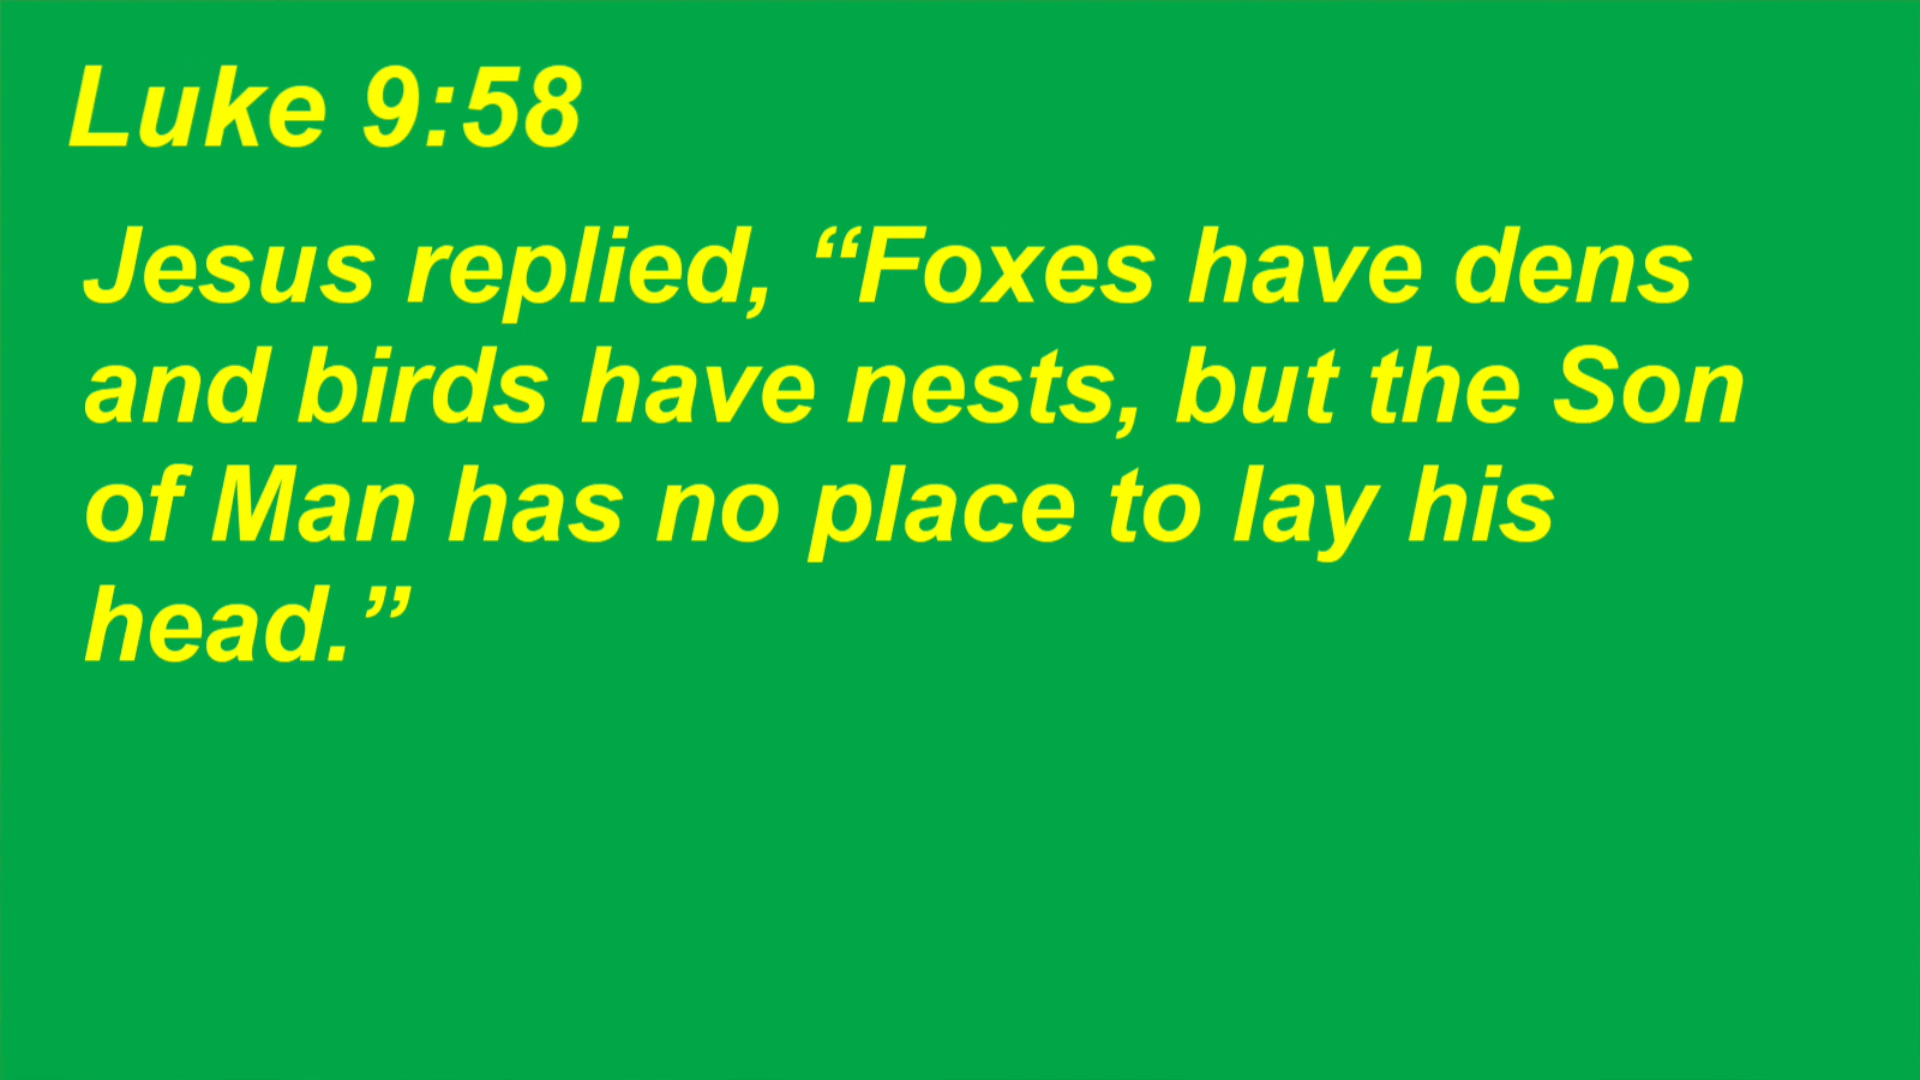 Luke 9:58
Jesus replied, “Foxes have dens
and birds have nests, but the Son
of Man has no place to lay his
head.”